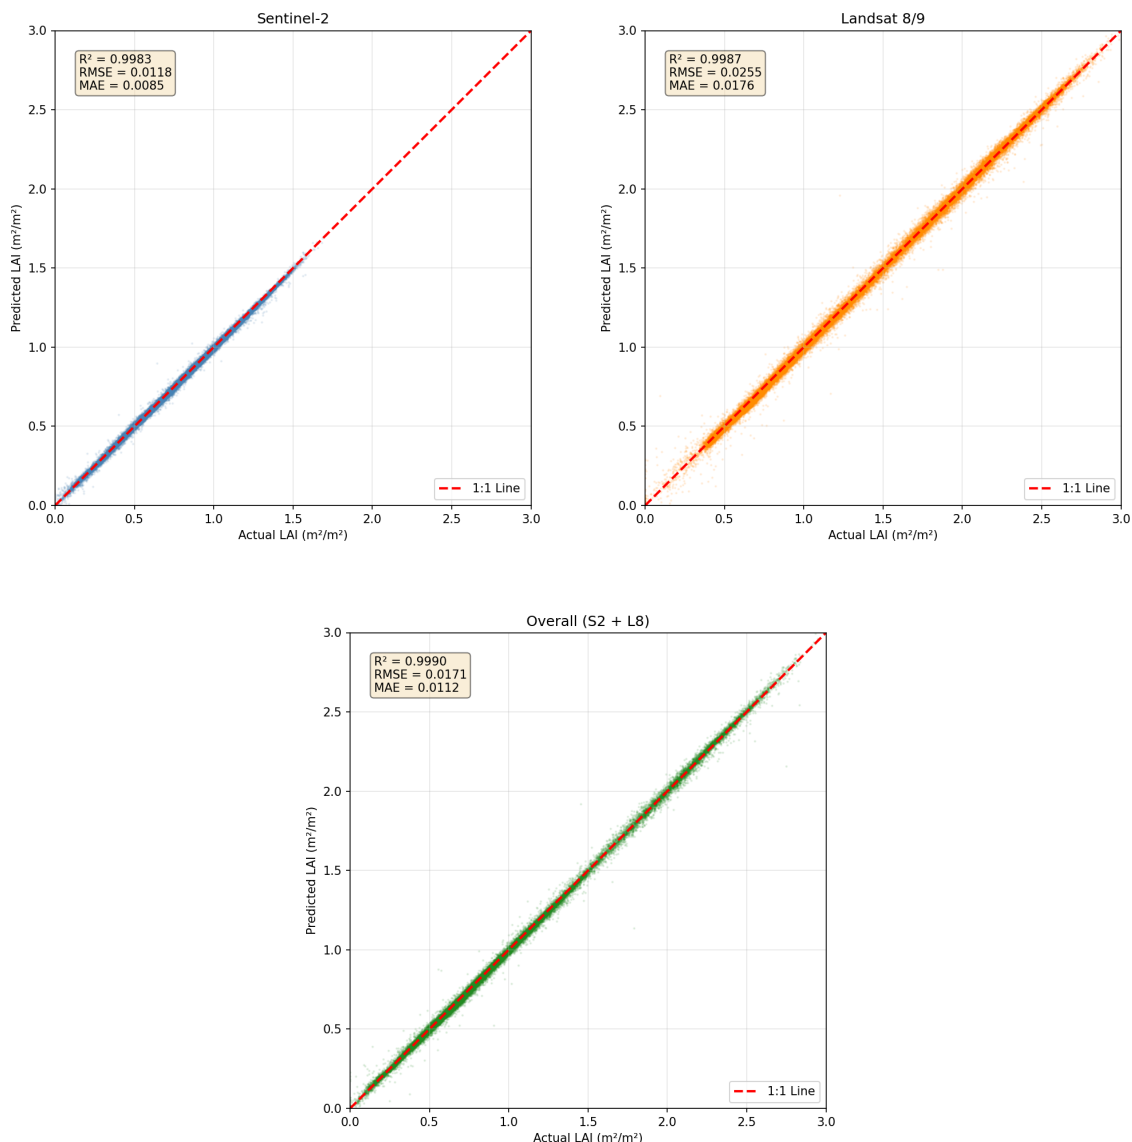 Sentinel-2
3.0
2.5
2.0
1.5
1.0
0.5
0.0
R² = 0.9983
RMSE = 0.0118
MAE = 0.0085
1:1 Line
0.0 0.5 1.0 1.5 2.0 2.5 3.0
Actual LAI (m²/m²)
Predicted LAI (m²/m²)
Landsat 8/9
3.0
2.5
2.0
1.5
1.0
0.5
0.0
R² = 0.9987
RMSE = 0.0255
MAE = 0.0176
1:1 Line
0.0 0.5 1.0 1.5 2.0 2.5 3.0
Actual LAI (m²/m²)
Predicted LAI (m²/m²)
Overall (S2 + L8)
3.0
2.5
2.0
1.5
1.0
0.5
0.0
R² = 0.9990
RMSE = 0.0171
MAE = 0.0112
1:1 Line
0.0 0.5 1.0 1.5 2.0 2.5 3.0
Actual LAI (m²/m²)
Predicted LAI (m²/m²)